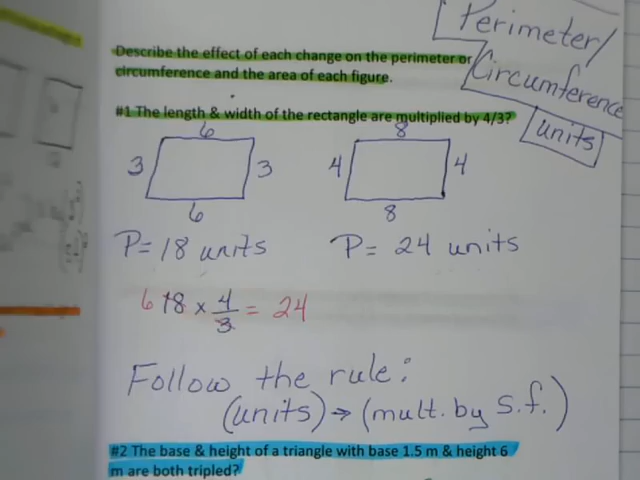 Perimeter/
Circumference
units
Describe the effect of each change on the perimeter or
circumference and the area of each figure.
#1 The length & width of the rectangle are multiplied by 4/3?
6 8
3 3 4 4
6 8
P= 18 units P= 24 units
6 18 × 4/3 = 24
Follow the rule:
(units) → (mult. by s.f.)
#2 The base & height of a triangle with base 1.5 m & height 6
m are both tripled?